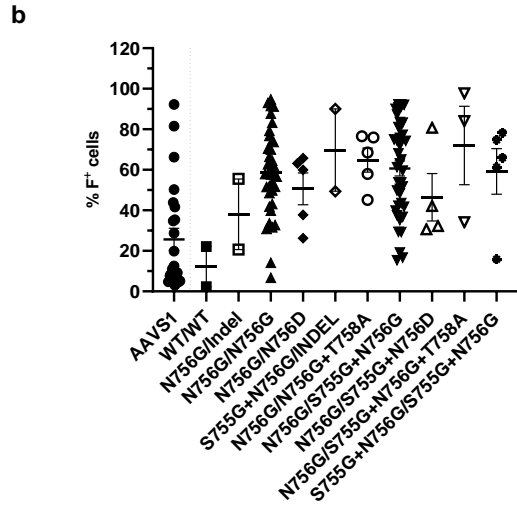 b
% F⁺ cells
120
100
80
60
40
20
0
AAVS1
WT/WT
N756G/Indel
N756G/N756G
N756G/N756D
S755G+N756G/INDEL
N756G/N756G+T758A
N756G/S755G+N756G
N756G/S755G+N756D
N756G/S755G+N756G+T758A
S755G+N756G/S755G+N756G